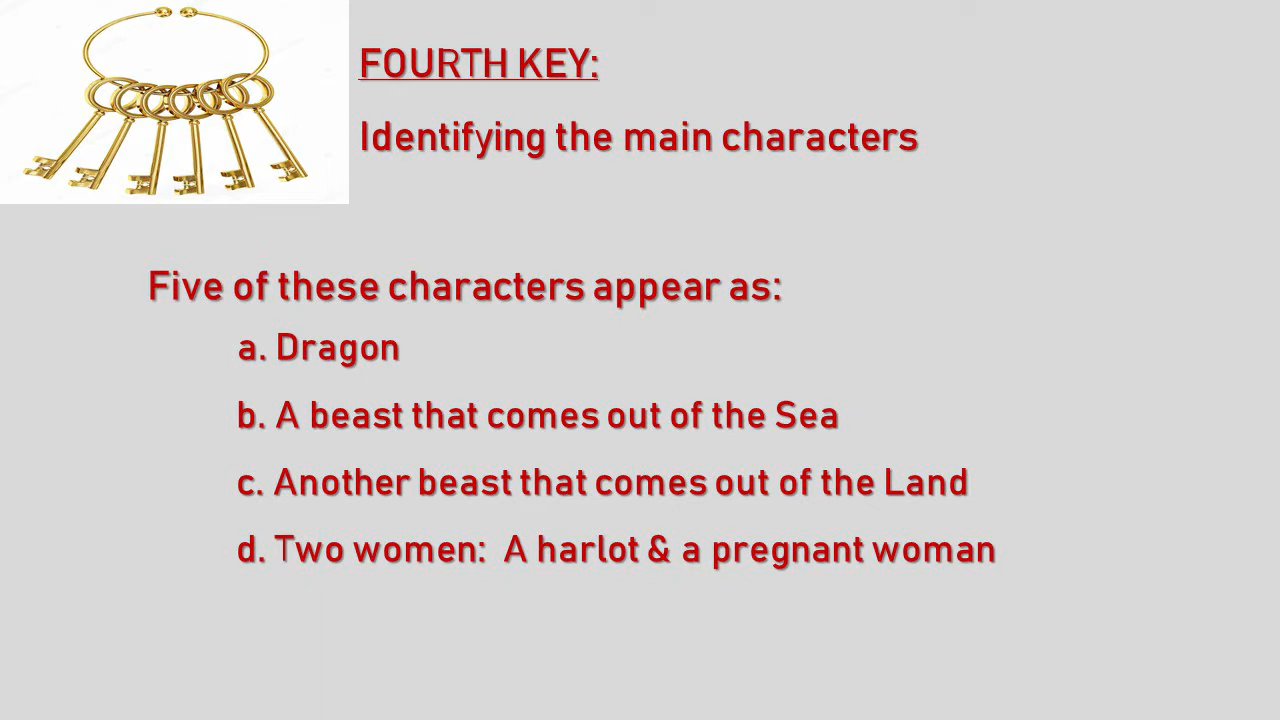 FOURTH KEY:
Identifying the main characters
Five of these characters appear as:
a. Dragon
b. A beast that comes out of the Sea
c. Another beast that comes out of the Land
d. Two women:  A harlot & a pregnant woman